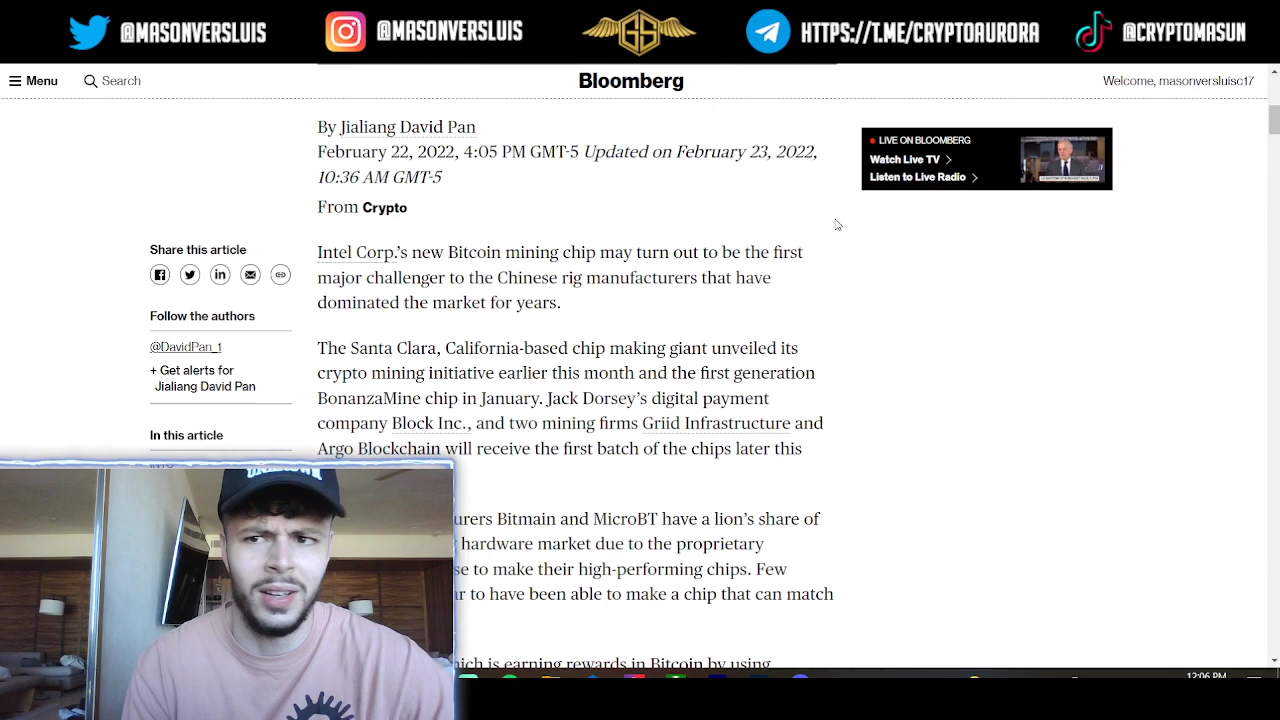 @MASONVERSLUIS
@MASONVERSLUIS
GS
HTTPS://T.ME/CRYPTOAURORA
@CRYPTOMASUN
Menu
Search
Bloomberg
Welcome, masonversluisc17
By Jialiang David Pan
February 22, 2022, 4:05 PM GMT-5 Updated on February 23, 2022,
10:36 AM GMT-5
From Crypto
LIVE ON BLOOMBERG
Watch Live TV
Listen to Live Radio
Share this article
Follow the authors
@DavidPan_1
+ Get alerts for
Jialiang David Pan
In this article
Intel Corp.'s new Bitcoin mining chip may turn out to be the first
major challenger to the Chinese rig manufacturers that have
dominated the market for years.
The Santa Clara, California-based chip making giant unveiled its
crypto mining initiative earlier this month and the first generation
BonanzaMine chip in January. Jack Dorsey's digital payment
company Block Inc., and two mining firms Griid Infrastructure and
Argo Blockchain will receive the first batch of the chips later this
urers Bitmain and MicroBT have a lion's share of
hardware market due to the proprietary
se to make their high-performing chips. Few
r to have been able to make a chip that can match
ich is earning rewards in Bitcoin by using
12:06 PM